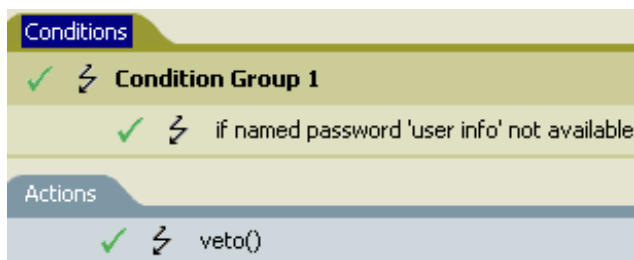 Conditions
Condition Group 1
if named password 'user info' not available
Actions
veto()